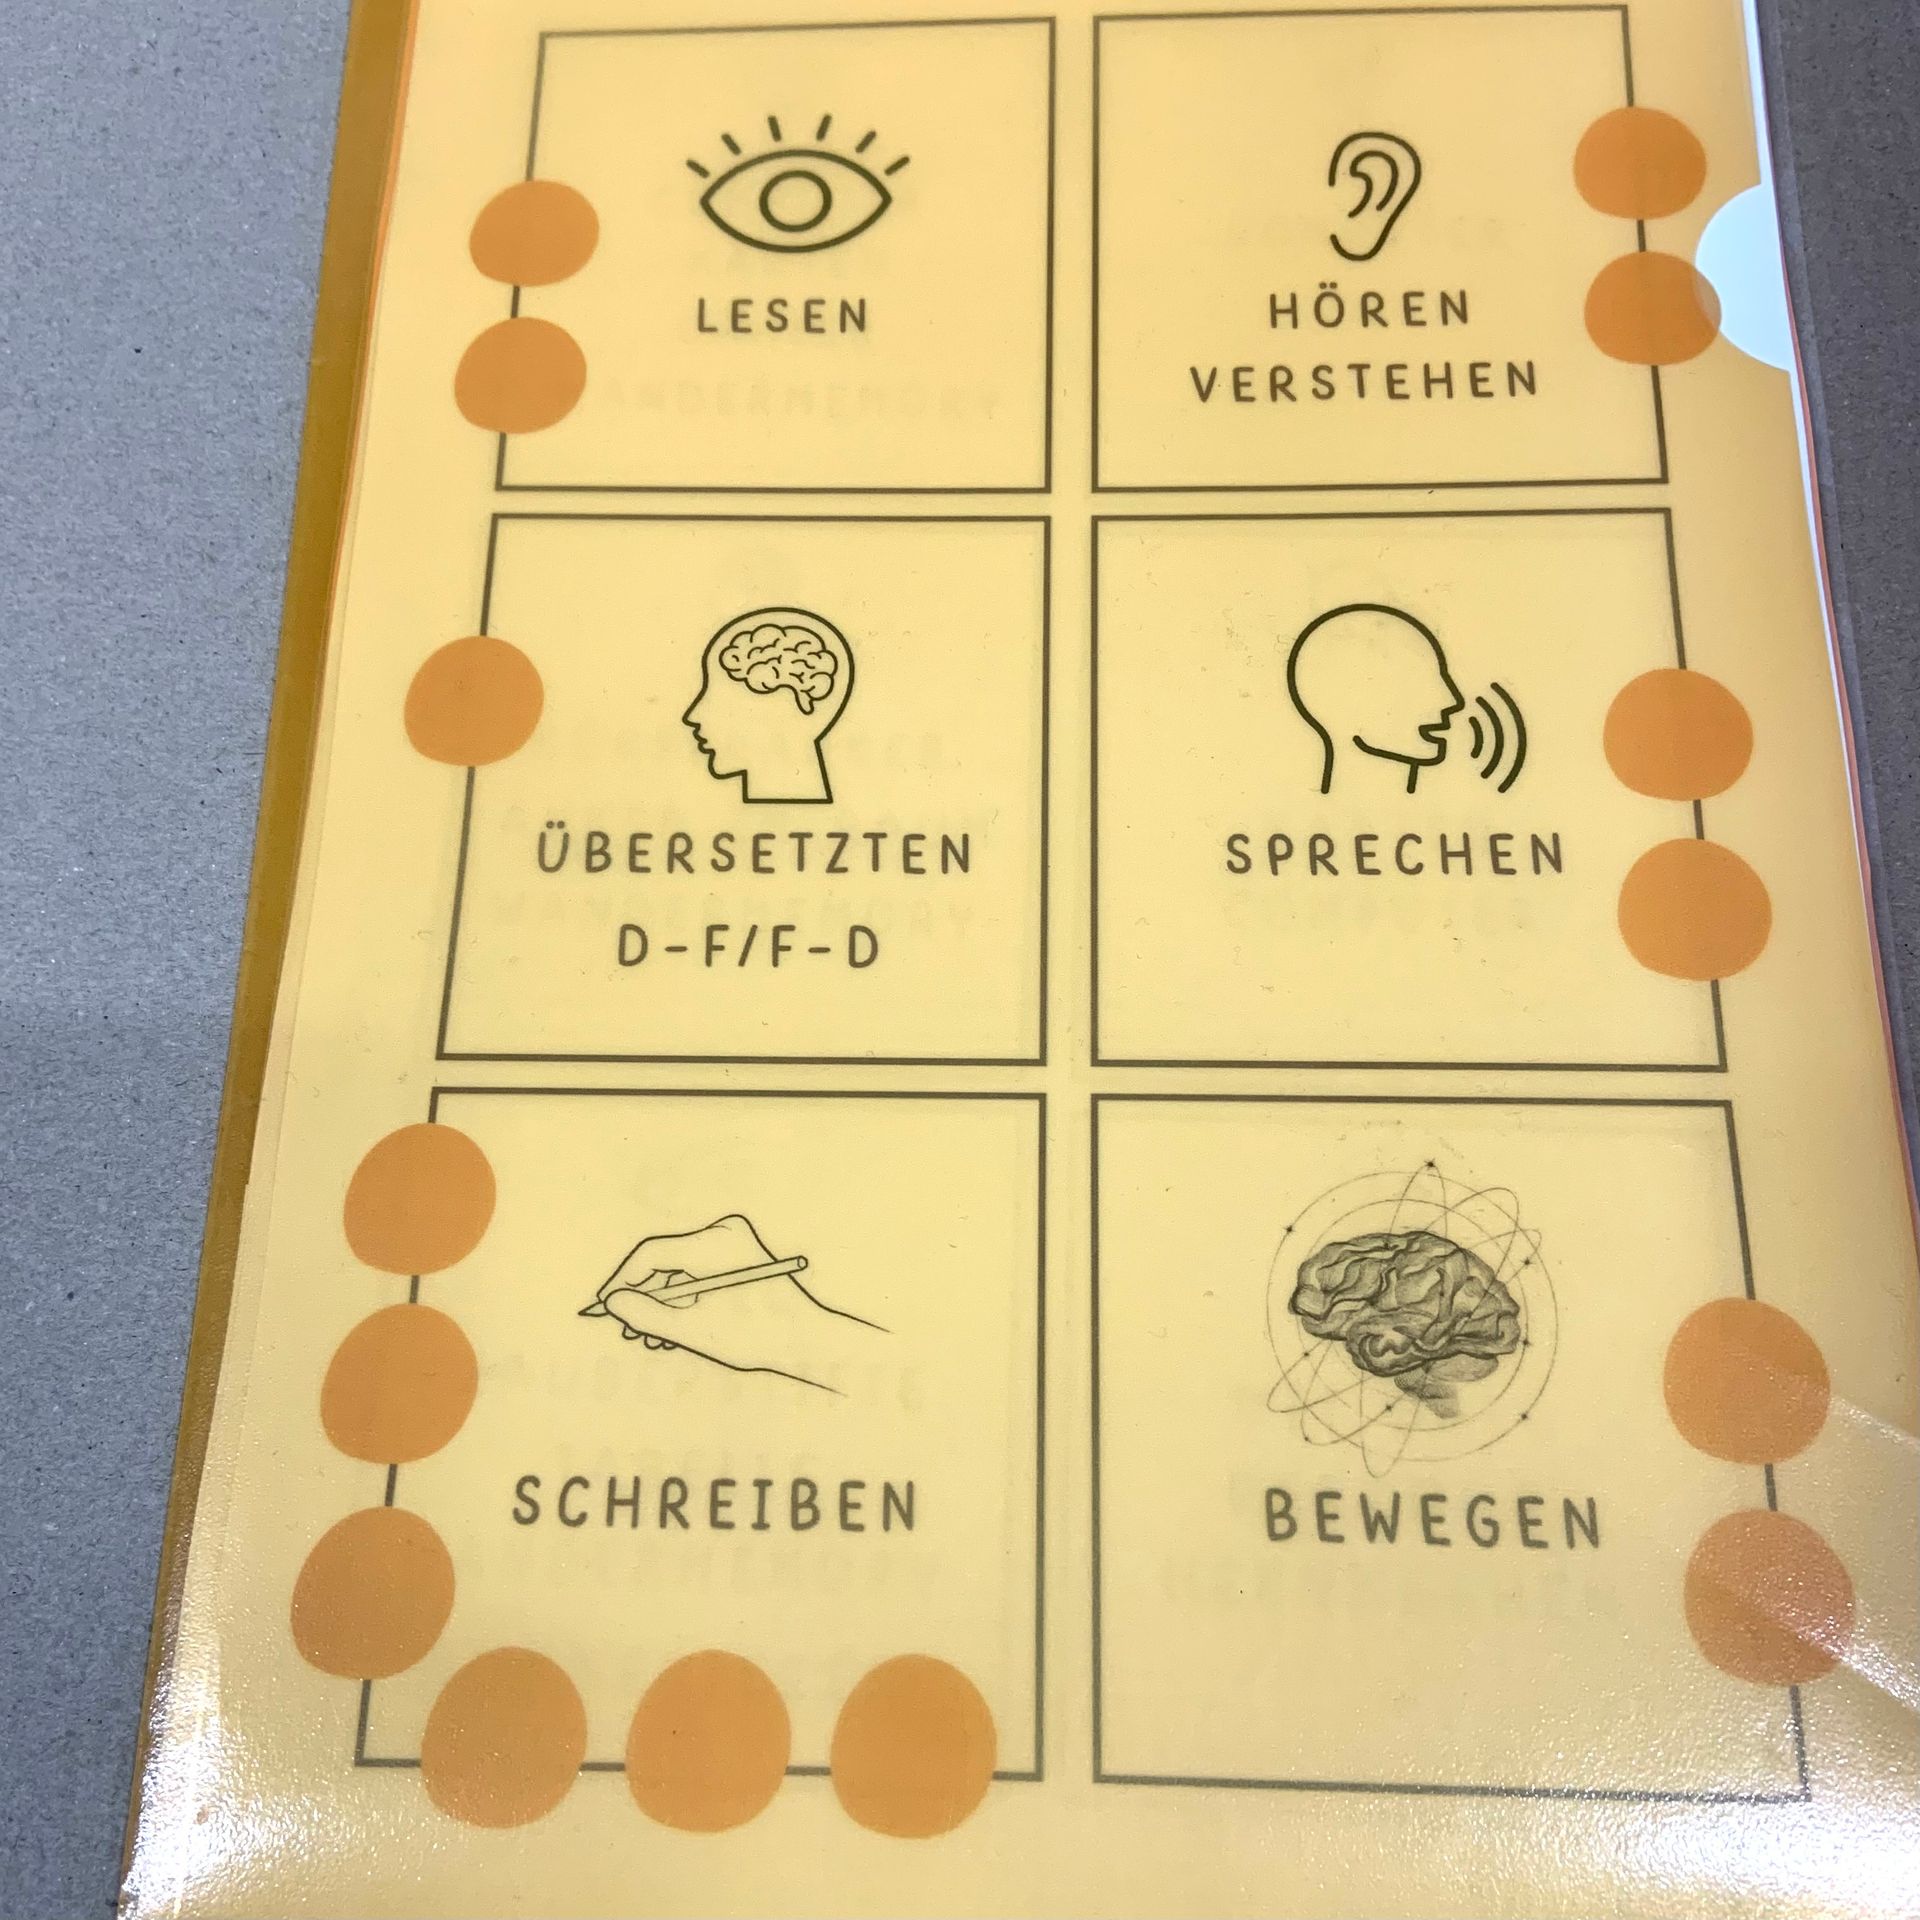 LESEN
HÖREN
VERSTEHEN
ÜBERSETZTEN
D-F/F-D
SPRECHEN
SCHREIBEN
BEWEGEN